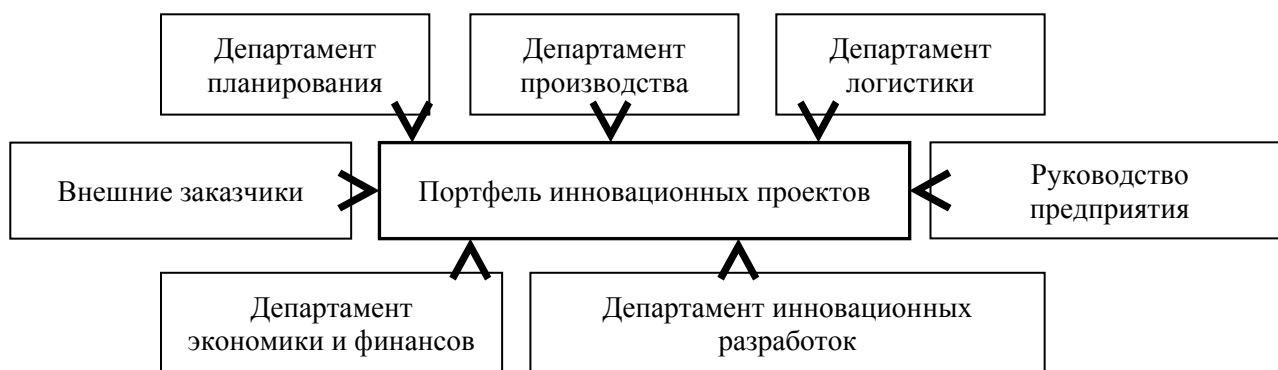 Департамент
планирования
Департамент
производства
Департамент
логистики
Внешние заказчики
Портфель инновационных проектов
Руководство
предприятия
Департамент
экономики и финансов
Департамент инновационных
разработок